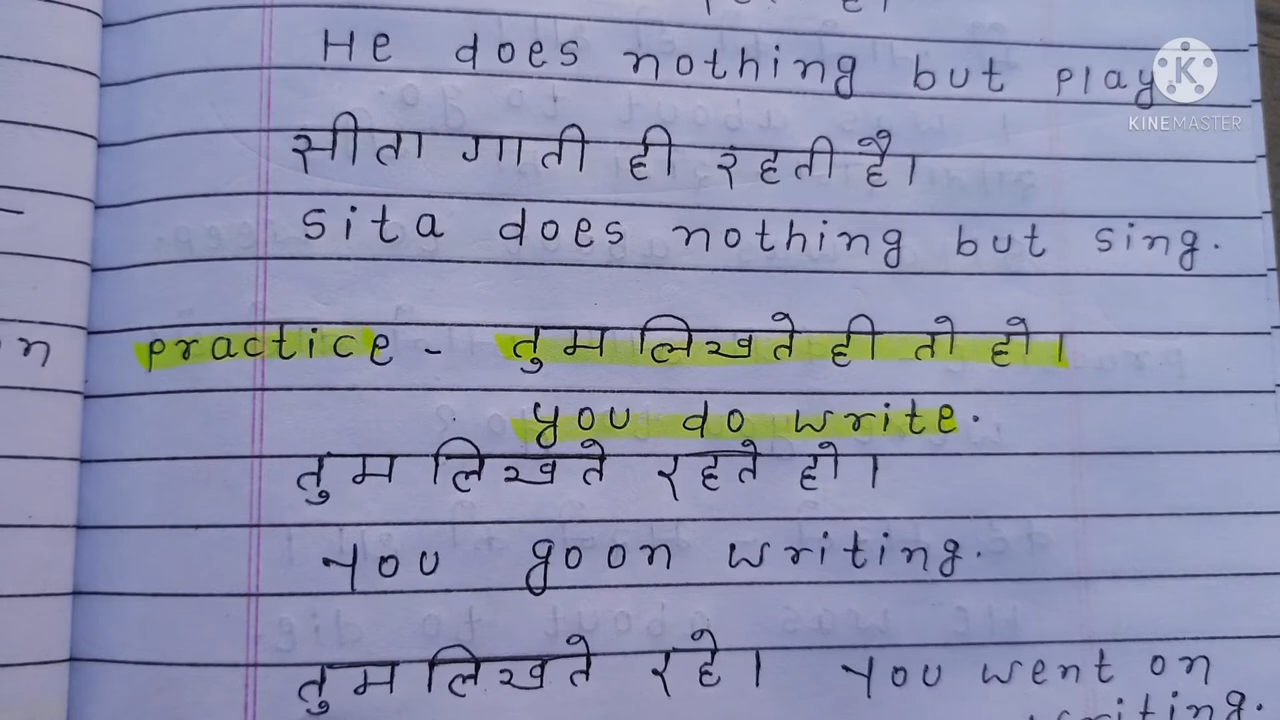 He does nothing but play
KINEMASTER
सीता गाती ही रहती है।
Sita does nothing but sing.
n practice - तुम लिखते ही तो हो।
you do write.
तुम लिखते रहते हो।
You goon writing.
तुम लिखते रहे। You went on
writing.